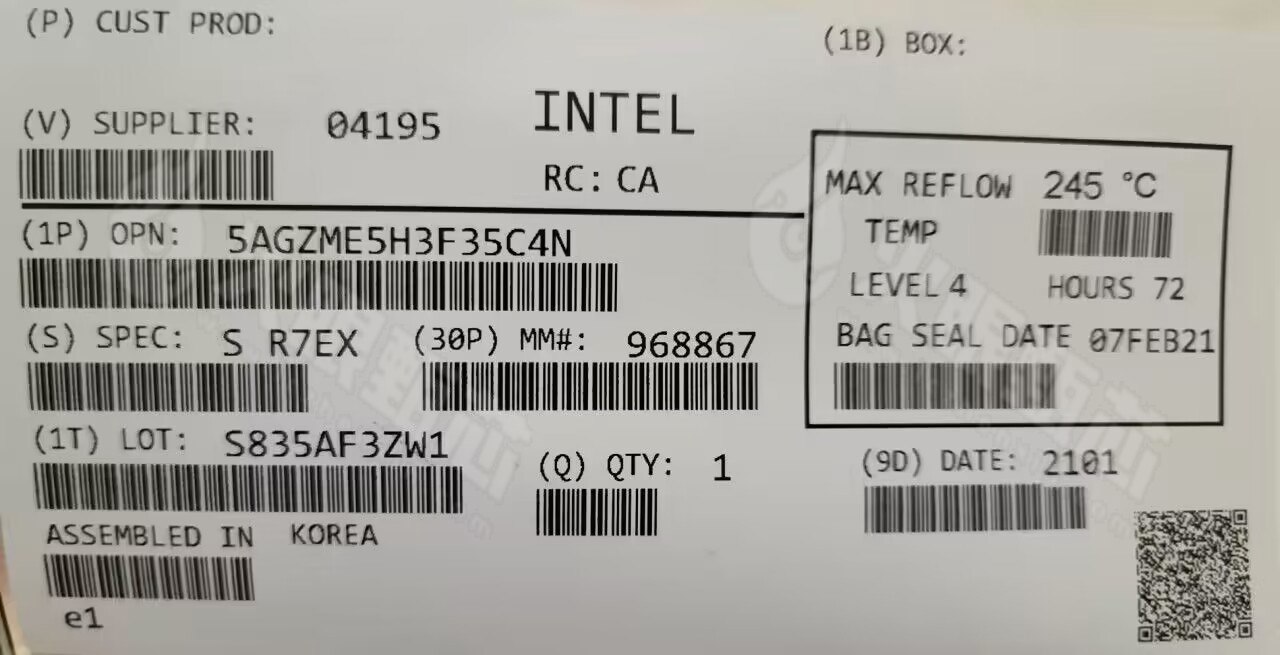 (P) CUST PROD:
(1B) BOX:
(V) SUPPLIER: 04195
INTEL
RC: CA
(1P) OPN: 5AGZME5H3F35C4N
(S) SPEC: S R7EX
(30P) MM#: 968867
(1T) LOT: S835AF3ZW1
(Q) QTY: 1
ASSEMBLED IN KOREA
e1
MAX REFLOW 245 °C
TEMP
LEVEL 4 HOURS 72
BAG SEAL DATE 07FEB21
(9D) DATE: 2101